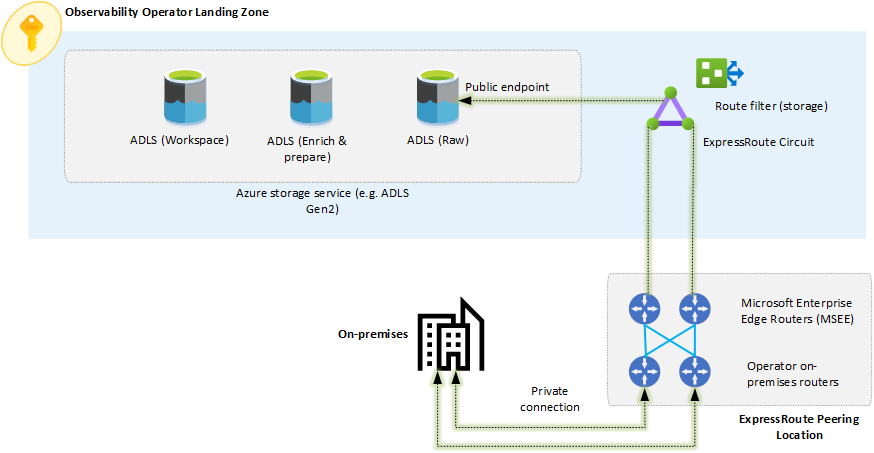 Observability Operator Landing Zone
Public endpoint
Route filter (storage)
ADLS (Workspace)
ADLS (Enrich &
prepare)
ADLS (Raw)
ExpressRoute Circuit
Azure storage service (e.g. ADLS
Gen2)
Microsoft Enterprise
Edge Routers (MSEE)
On-premises
Operator on-
premises routers
Private
connection
ExpressRoute Peering
Location